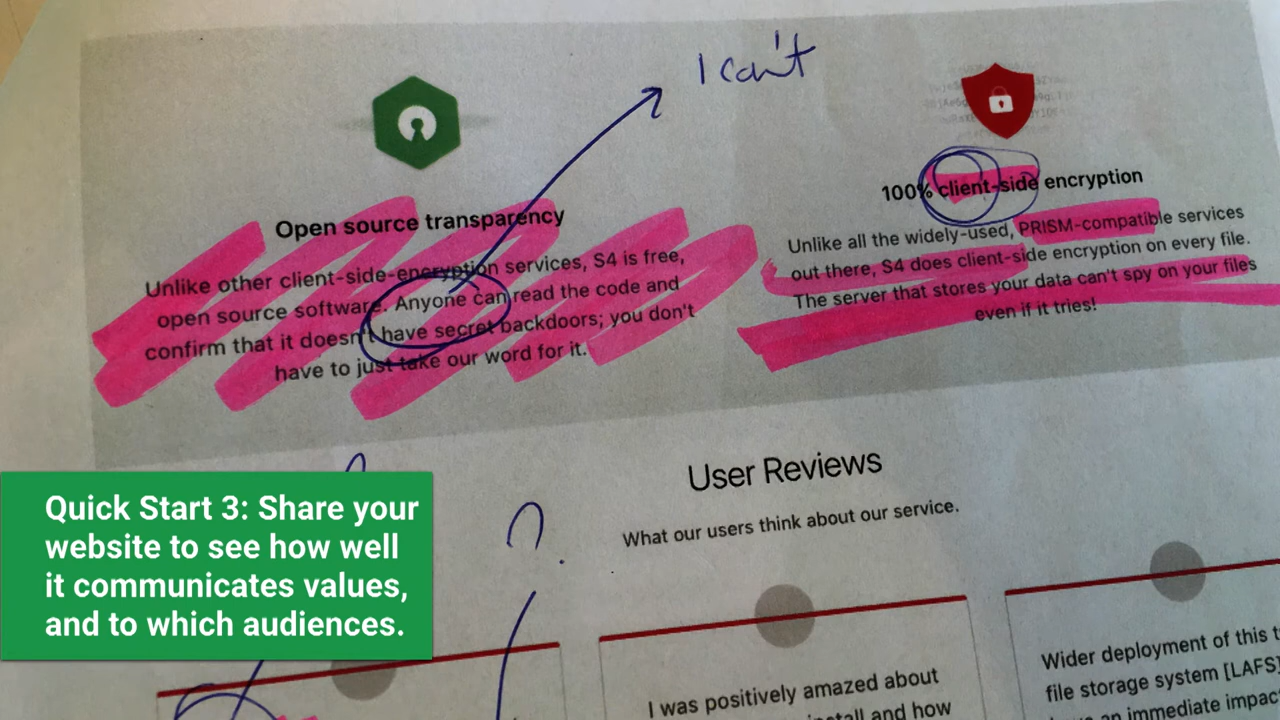 I can't
Open source transparency
Unlike other client-side-encryption services, S4 is free,
open source software. Anyone can read the code and
confirm that it doesn't have secret backdoors; you don't
have to just take our word for it.
100% client-side encryption
Unlike all the widely-used, PRISM-compatible services
out there, S4 does client-side encryption on every file.
The server that stores your data can't spy on your files
even if it tries!
User Reviews
What our users think about our service.
?
Quick Start 3: Share your
website to see how well
it communicates values,
and to which audiences.
I was positively amazed about
install and how
Wider deployment of this
file storage system [LAFS]
an immediate